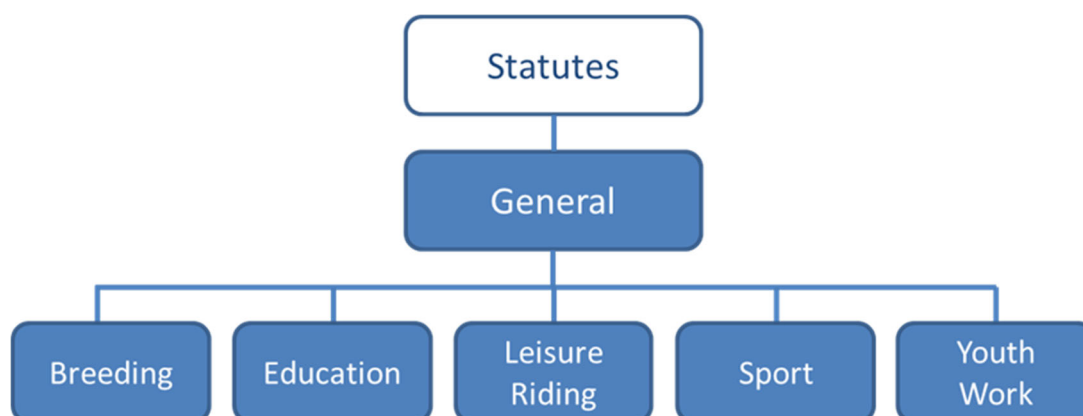 Statutes
General
Breeding
Education
Leisure
Riding
Sport
Youth
Work